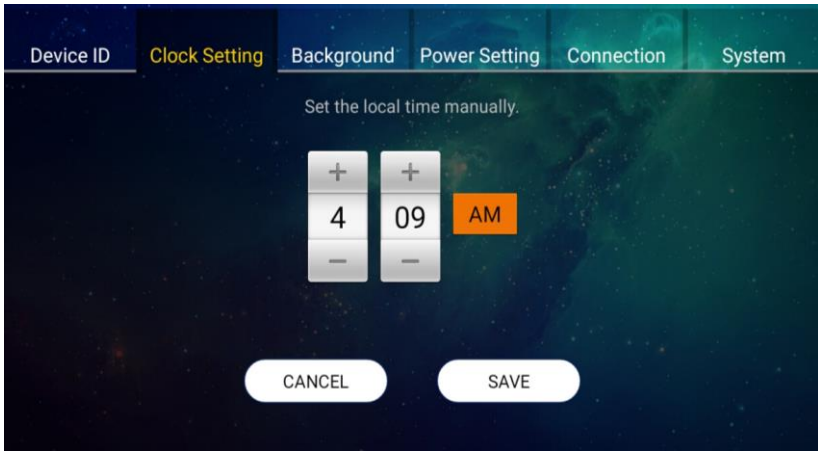 Device ID Clock Setting Background Power Setting Connection System
Set the local time manually.
+ +
4 09 AM
− −
CANCEL SAVE